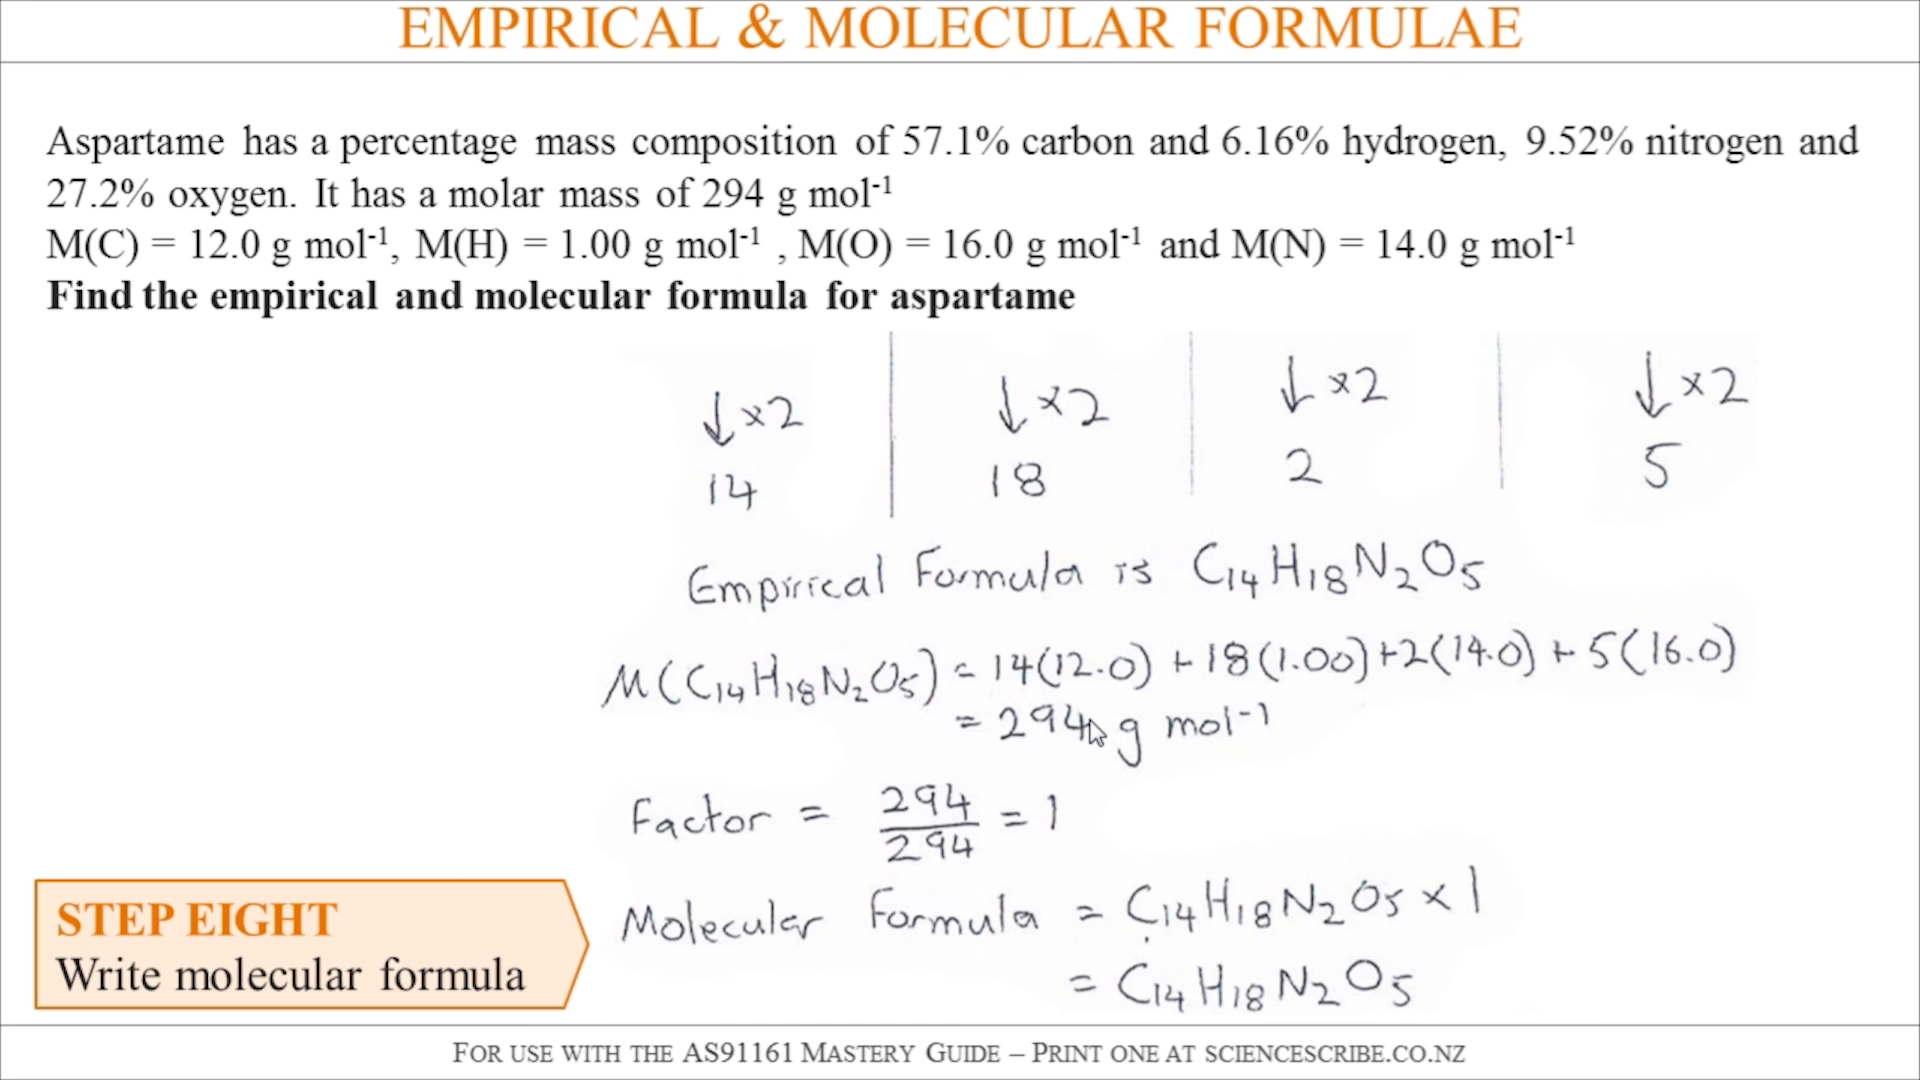 EMPIRICAL & MOLECULAR FORMULAE
Aspartame has a percentage mass composition of 57.1% carbon and 6.16% hydrogen, 9.52% nitrogen and
27.2% oxygen. It has a molar mass of 294 g mol⁻¹
M(C) = 12.0 g mol⁻¹, M(H) = 1.00 g mol⁻¹ , M(O) = 16.0 g mol⁻¹ and M(N) = 14.0 g mol⁻¹
Find the empirical and molecular formula for aspartame
↓×2 ↓×2 ↓×2 ↓×2
14 18 2 5
Empirical Formula is C₁₄H₁₈N₂O₅
M(C₁₄H₁₈N₂O₅) = 14(12.0) + 18(1.00) + 2(14.0) + 5(16.0)
= 294 g mol⁻¹
Factor = 294/294 = 1
Molecular Formula = C₁₄H₁₈N₂O₅ × 1
= C₁₄H₁₈N₂O₅
STEP EIGHT
Write molecular formula
FOR USE WITH THE AS91161 MASTERY GUIDE – PRINT ONE AT SCIENCESCRIBE.CO.NZ